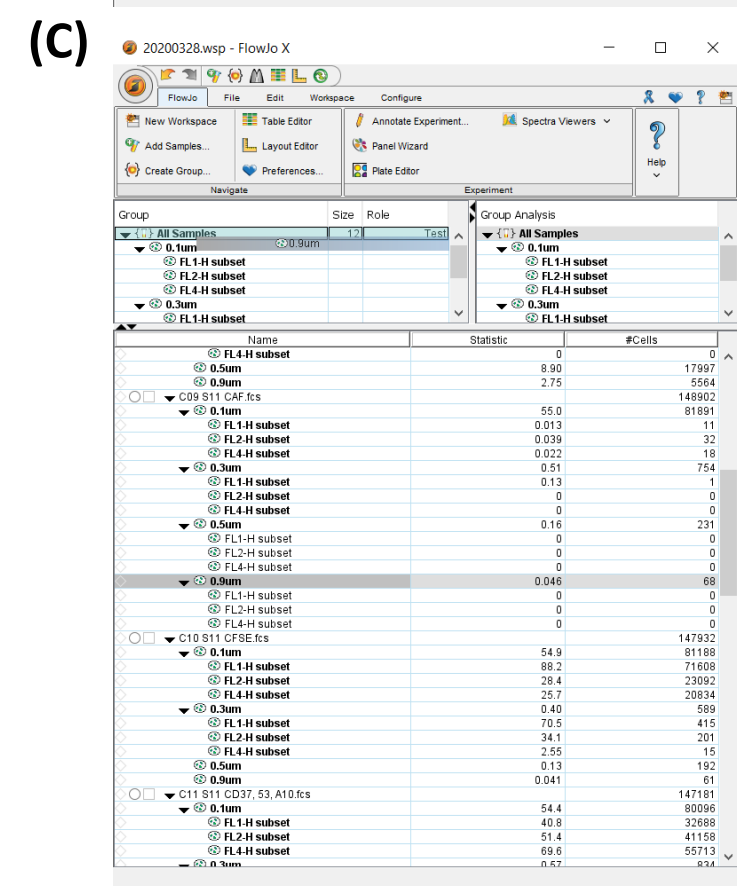 (C)
20200328.wsp - FlowJo X
FlowJo File Edit Workspace Configure
New Workspace Table Editor Annotate Experiment... Spectra Viewers
Add Samples... Layout Editor Panel Wizard
Create Group... Preferences... Plate Editor Help
Navigate Experiment
Group Size Role Group Analysis
{ } All Samples 12 Test { } All Samples
0.1um 0.9um 0.1um
FL1-H subset FL1-H subset
FL2-H subset FL2-H subset
FL4-H subset FL4-H subset
0.3um 0.3um
FL1-H subset FL1-H subset
Name Statistic #Cells
FL4-H subset 0 0
0.5um 8.90 17997
0.9um 2.75 5564
C09 S11 CAF.fcs 148902
0.1um 55.0 81891
FL1-H subset 0.013 11
FL2-H subset 0.039 32
FL4-H subset 0.022 18
0.3um 0.51 754
FL1-H subset 0.13 1
FL2-H subset 0 0
FL4-H subset 0 0
0.5um 0.16 231
FL1-H subset 0 0
FL2-H subset 0 0
FL4-H subset 0 0
0.9um 0.046 68
FL1-H subset 0 0
FL2-H subset 0 0
FL4-H subset 0 0
C10 S11 CFSE.fcs 147932
0.1um 54.9 81188
FL1-H subset 88.2 71608
FL2-H subset 28.4 23092
FL4-H subset 25.7 20834
0.3um 0.40 589
FL1-H subset 70.5 415
FL2-H subset 34.1 201
FL4-H subset 2.55 15
0.5um 0.13 192
0.9um 0.041 61
C11 S11 CD37, 53, A10.fcs 147181
0.1um 54.4 80096
FL1-H subset 40.8 32688
FL2-H subset 51.4 41158
FL4-H subset 69.6 55713
0.3um 0.57 834